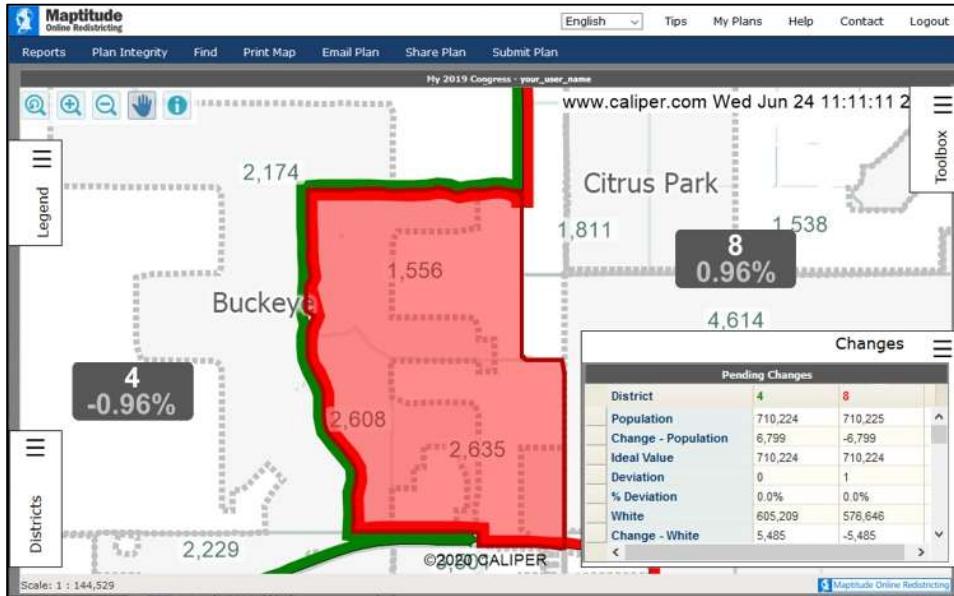 Maptitude
Online Redistricting
English
Tips
My Plans
Help
Contact
Logout
Reports
Plan Integrity
Find
Print Map
Email Plan
Share Plan
Submit Plan
My 2019 Congress - your_user_name
www.caliper.com Wed Jun 24 11:11:11 2
Toolbox
Legend
2,174
Citrus Park
1,811
1,538
8
0.96%
1,556
Buckeye
4,614
4
-0.96%
2,608
2,635
Districts
2,229
©2020 CALIPER
Changes
Pending Changes
District 4 8
Population 710,224 710,225
Change - Population 6,799 -6,799
Ideal Value 710,224 710,224
Deviation 0 1
% Deviation 0.0% 0.0%
White 605,209 576,646
Change - White 5,485 -5,485
Scale: 1 : 144,529
Maptitude Online Redistricting